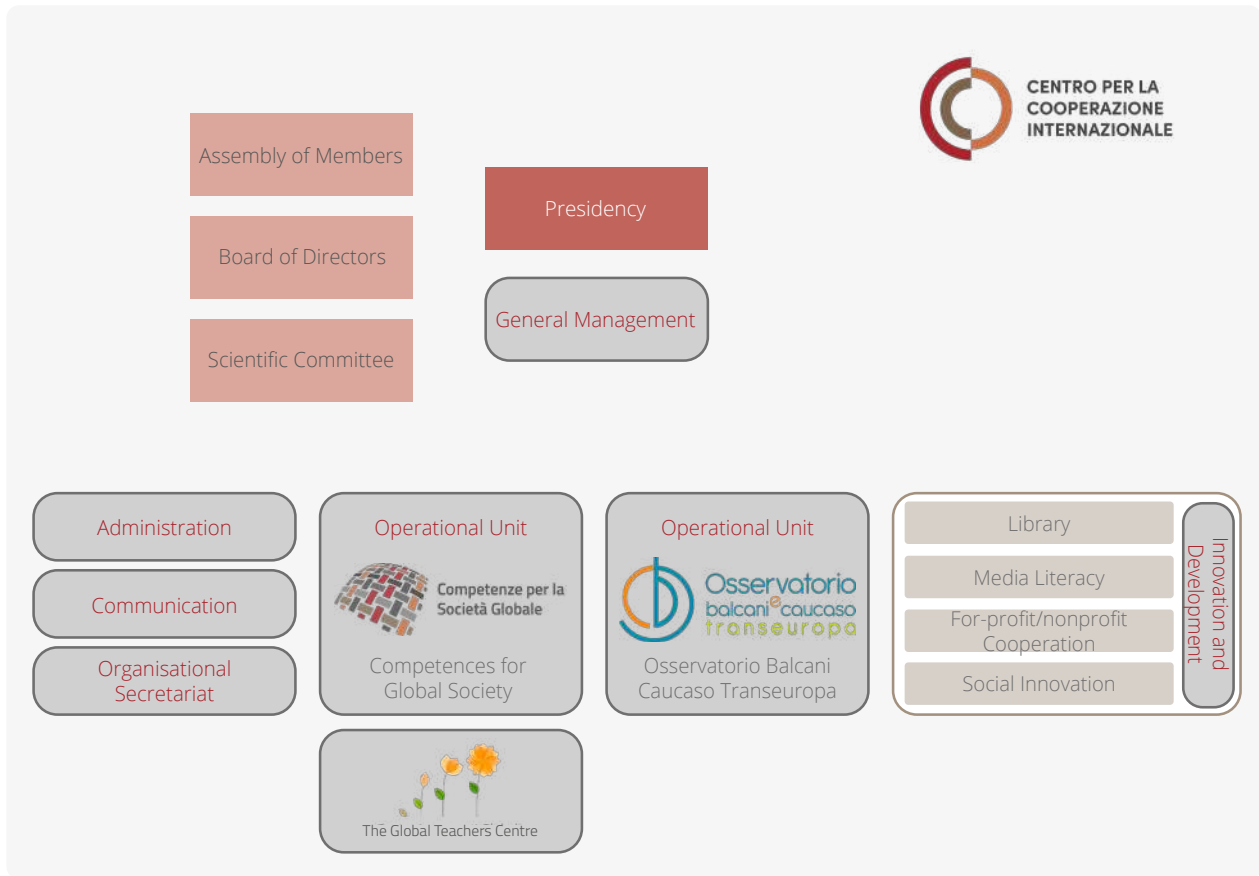 CENTRO PER LA
COOPERAZIONE
INTERNAZIONALE
Assembly of Members
Board of Directors
Scientific Committee
Presidency
General Management
Administration
Communication
Organisational
Secretariat
Operational Unit
Competenze per la
Società Globale
Competences for
Global Society
The Global Teachers Centre
Operational Unit
Osservatorio
balcani e caucaso
transeuropa
Osservatorio Balcani
Caucaso Transeuropa
Library
Media Literacy
For-profit/nonprofit
Cooperation
Social Innovation
Innovation and
Development